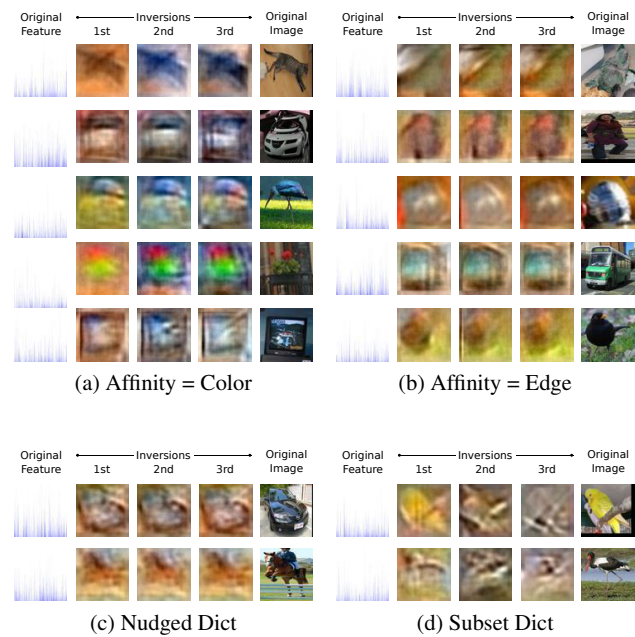 Original Feature
Inversions
1st 2nd 3rd
Original Image
(a) Affinity = Color
Original Feature
Inversions
1st 2nd 3rd
Original Image
(b) Affinity = Edge
Original Feature
Inversions
1st 2nd 3rd
Original Image
(c) Nudged Dict
Original Feature
Inversions
1st 2nd 3rd
Original Image
(d) Subset Dict